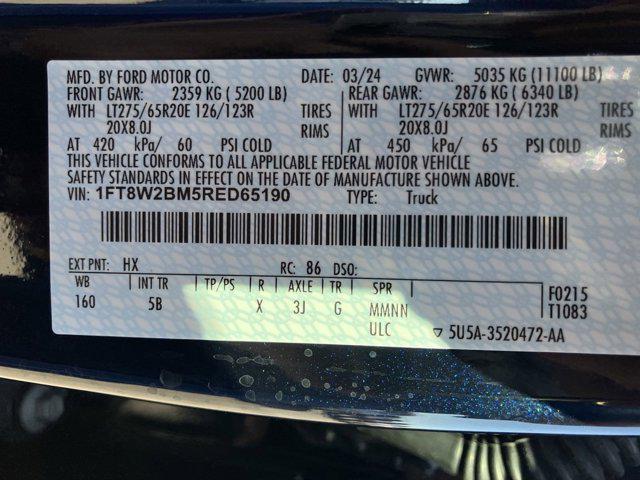 MFD. BY FORD MOTOR CO. DATE: 03/24 GVWR: 5035 KG (11100 LB)
FRONT GAWR: 2359 KG ( 5200 LB) REAR GAWR: 2876 KG ( 6340 LB)
WITH LT275/65R20E 126/123R TIRES WITH LT275/65R20E 126/123R TIRES
20X8.0J RIMS 20X8.0J RIMS
AT 420 kPa/ 60 PSI COLD AT 450 kPa/ 65 PSI COLD
THIS VEHICLE CONFORMS TO ALL APPLICABLE FEDERAL MOTOR VEHICLE
SAFETY STANDARDS IN EFFECT ON THE DATE OF MANUFACTURE SHOWN ABOVE.
VIN: 1FT8W2BM5RED65190 TYPE: Truck
EXT PNT: HX RC: 86 DSO:
WB INT TR TP/PS R AXLE TR SPR F0215
160 5B X 3J G MMNN T1083
ULC 5U5A-3520472-AA